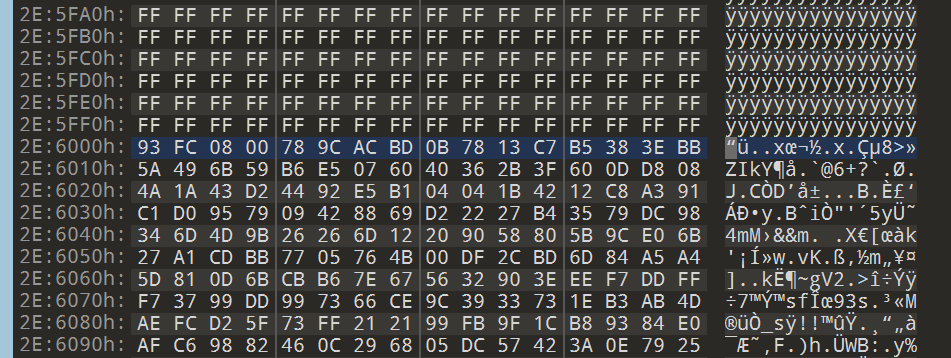 2E:5FA0h: FF FF FF FF FF FF FF FF FF FF FF FF FF FF FF FF ÿÿÿÿÿÿÿÿÿÿÿÿÿÿÿÿ
2E:5FB0h: FF FF FF FF FF FF FF FF FF FF FF FF FF FF FF FF ÿÿÿÿÿÿÿÿÿÿÿÿÿÿÿÿ
2E:5FC0h: FF FF FF FF FF FF FF FF FF FF FF FF FF FF FF FF ÿÿÿÿÿÿÿÿÿÿÿÿÿÿÿÿ
2E:5FD0h: FF FF FF FF FF FF FF FF FF FF FF FF FF FF FF FF ÿÿÿÿÿÿÿÿÿÿÿÿÿÿÿÿ
2E:5FE0h: FF FF FF FF FF FF FF FF FF FF FF FF FF FF FF FF ÿÿÿÿÿÿÿÿÿÿÿÿÿÿÿÿ
2E:5FF0h: FF FF FF FF FF FF FF FF FF FF FF FF FF FF FF FF ÿÿÿÿÿÿÿÿÿÿÿÿÿÿÿÿ
2E:6000h: 93 FC 08 00 78 9C AC BD 0B 78 13 C7 B5 38 3E BB “ü..xœ¬½.x.Çµ8>»
2E:6010h: 5A 49 6B 59 B6 E5 07 60 40 36 2B 3F 60 0D D8 08 ZIkY¶å.`@6+?`.Ø.
2E:6020h: 4A 1A 43 D2 44 92 E5 B1 04 04 1B 42 12 C8 A3 91 J.CÒD’å±...B.È£‘
2E:6030h: C1 D0 95 79 09 42 88 69 D2 22 27 B4 35 79 DC 98 ÁÐ•y.BˆiÒ"'´5yÜ˜
2E:6040h: 34 6D 4D 9B 26 26 6D 12 20 90 58 80 5B 9C E0 6B 4mM›&&m. .X€[œàk
2E:6050h: 27 A1 CD BB 77 05 76 4B 00 DF 2C BD 6D 84 A5 A4 '¡Í»w.vK.ß,½m„¥¤
2E:6060h: 5D 81 0D 6B CB B6 7E 67 56 32 90 3E EE F7 DD FF ]..kË¶~gV2.>î÷Ýÿ
2E:6070h: F7 37 99 DD 99 73 66 CE 9C 39 33 73 1E B3 AB 4D ÷7™Ý™sfÎœ93s.³«M
2E:6080h: AE FC D2 5F 73 FF 21 21 99 FB 9F 1C B8 93 84 E0 ®üÒ_sÿ!!™ûŸ.¸“„à
2E:6090h: AF C6 98 82 46 0C 29 68 05 DC 57 42 3A 0E 79 25 ¯Æ˜‚F.)h.ÜWB:.y%